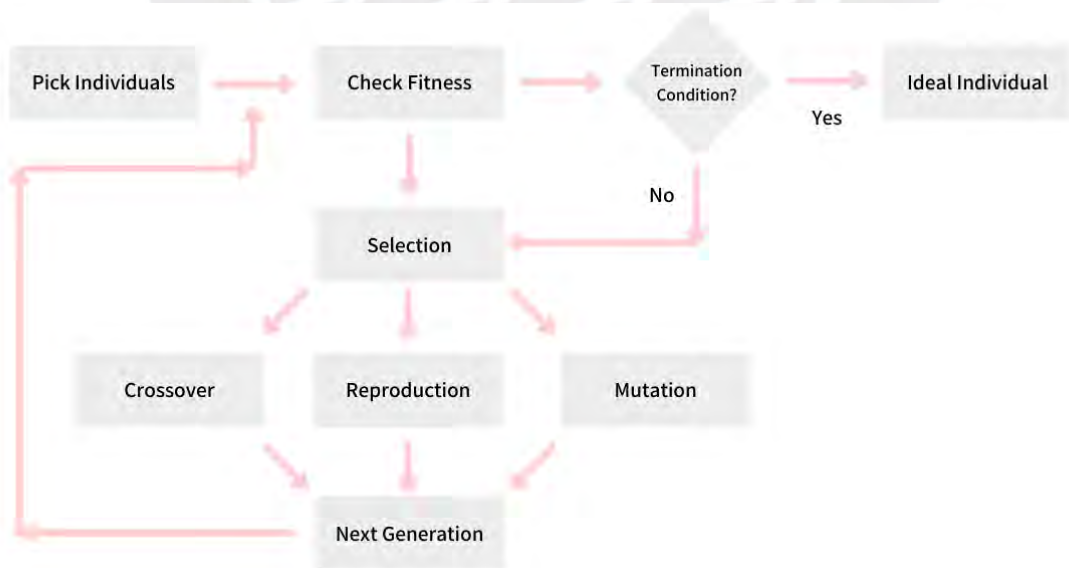 Pick Individuals
Check Fitness
Termination
Condition?
Ideal Individual
Yes
No
Selection
Crossover
Reproduction
Mutation
Next Generation